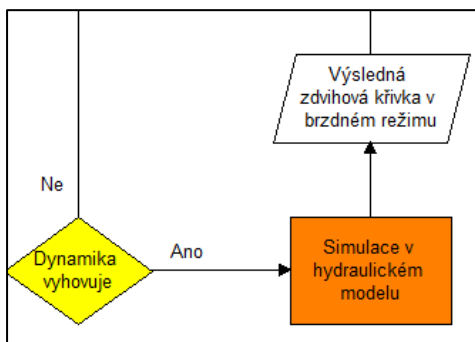 Výsledná
zdvihová křivka v
brzdném režimu
Ne
Dynamika
vyhovuje
Ano
Simulace v
hydraulickém
modelu